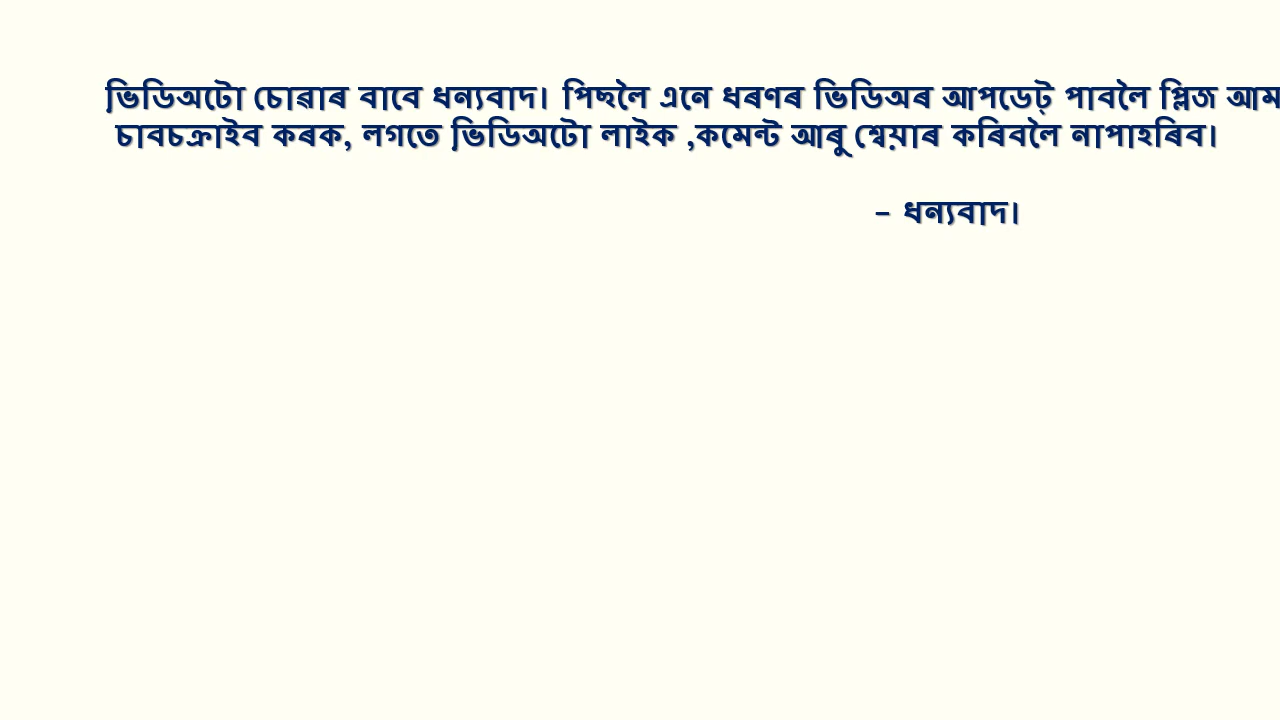 ভিডিঅটো চোৱাৰ বাবে ধন্যবাদ। পিছলৈ এনে ধৰণৰ ভিডিঅৰ আপডেট্ পাবলৈ প্লিজ
চাবচক্ৰাইব কৰক, লগতে ভিডিঅটো লাইক ,কমেন্ট আৰু শ্বেয়াৰ কৰিবলৈ নাপাহৰিব।
– ধন্যবাদ।